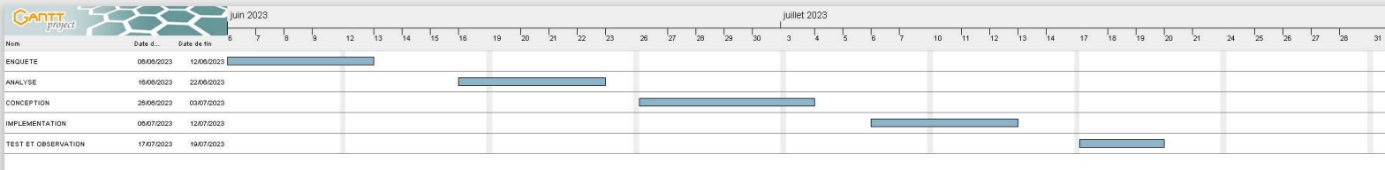 GANTT project
juin 2023 juillet 2023
Nom Date d... Date de fin 6 7 8 9 12 13 14 15 16 19 20 21 22 23 26 27 28 29 30 3 4 5 6 7 10 11 12 13 14 17 18 19 20 21 24 25 26 27 28 31
ENQUETE 06/06/2023 12/06/2023
ANALYSE 16/06/2023 22/06/2023
CONCEPTION 26/06/2023 03/07/2023
IMPLEMENTATION 06/07/2023 12/07/2023
TEST ET OBSERVATION 17/07/2023 19/07/2023